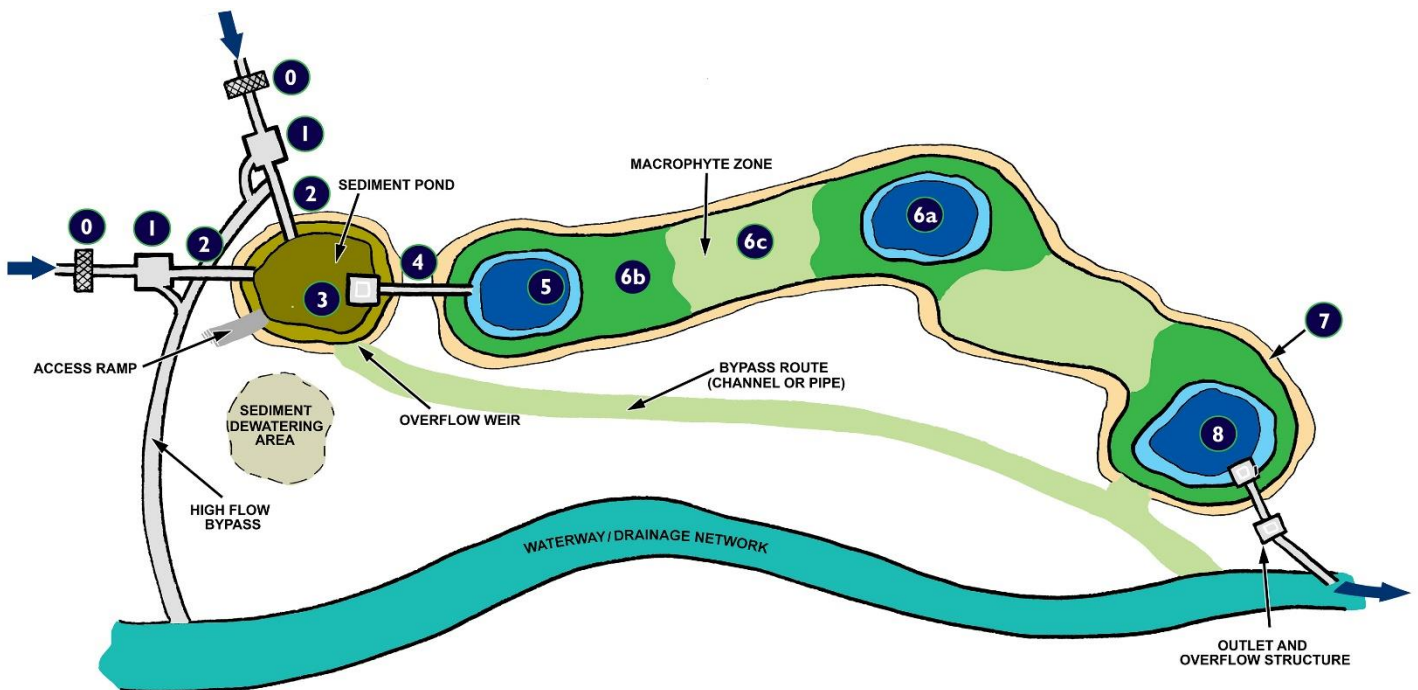 0
1
2
SEDIMENT POND
MACROPHYTE ZONE
6a
0
1
2
4
3
5
6b
6c
7
ACCESS RAMP
BYPASS ROUTE
(CHANNEL OR PIPE)
SEDIMENT
DEWATERING
AREA
OVERFLOW WEIR
8
HIGH FLOW
BYPASS
WATERWAY/DRAINAGE NETWORK
OUTLET AND
OVERFLOW STRUCTURE